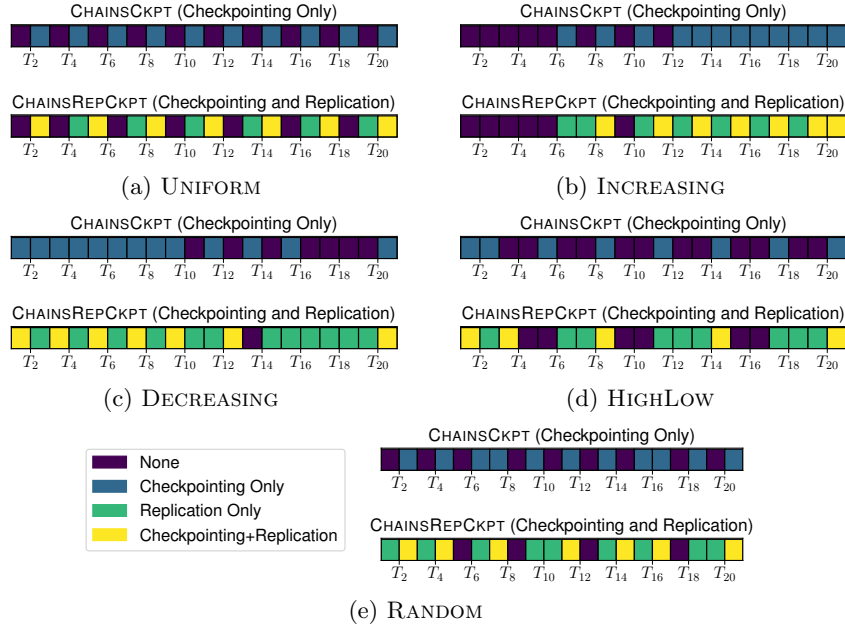 CHAINSCKPT (Checkpointing Only)
T2 T4 T6 T8 T10 T12 T14 T16 T18 T20
CHAINSREPCKPT (Checkpointing and Replication)
T2 T4 T6 T8 T10 T12 T14 T16 T18 T20
(a) UNIFORM
CHAINSCKPT (Checkpointing Only)
T2 T4 T6 T8 T10 T12 T14 T16 T18 T20
CHAINSREPCKPT (Checkpointing and Replication)
T2 T4 T6 T8 T10 T12 T14 T16 T18 T20
(b) INCREASING
CHAINSCKPT (Checkpointing Only)
T2 T4 T6 T8 T10 T12 T14 T16 T18 T20
CHAINSREPCKPT (Checkpointing and Replication)
T2 T4 T6 T8 T10 T12 T14 T16 T18 T20
(c) DECREASING
CHAINSCKPT (Checkpointing Only)
T2 T4 T6 T8 T10 T12 T14 T16 T18 T20
CHAINSREPCKPT (Checkpointing and Replication)
T2 T4 T6 T8 T10 T12 T14 T16 T18 T20
(d) HIGHLOW
None
Checkpointing Only
Replication Only
Checkpointing+Replication
CHAINSCKPT (Checkpointing Only)
T2 T4 T6 T8 T10 T12 T14 T16 T18 T20
CHAINSREPCKPT (Checkpointing and Replication)
T2 T4 T6 T8 T10 T12 T14 T16 T18 T20
(e) RANDOM